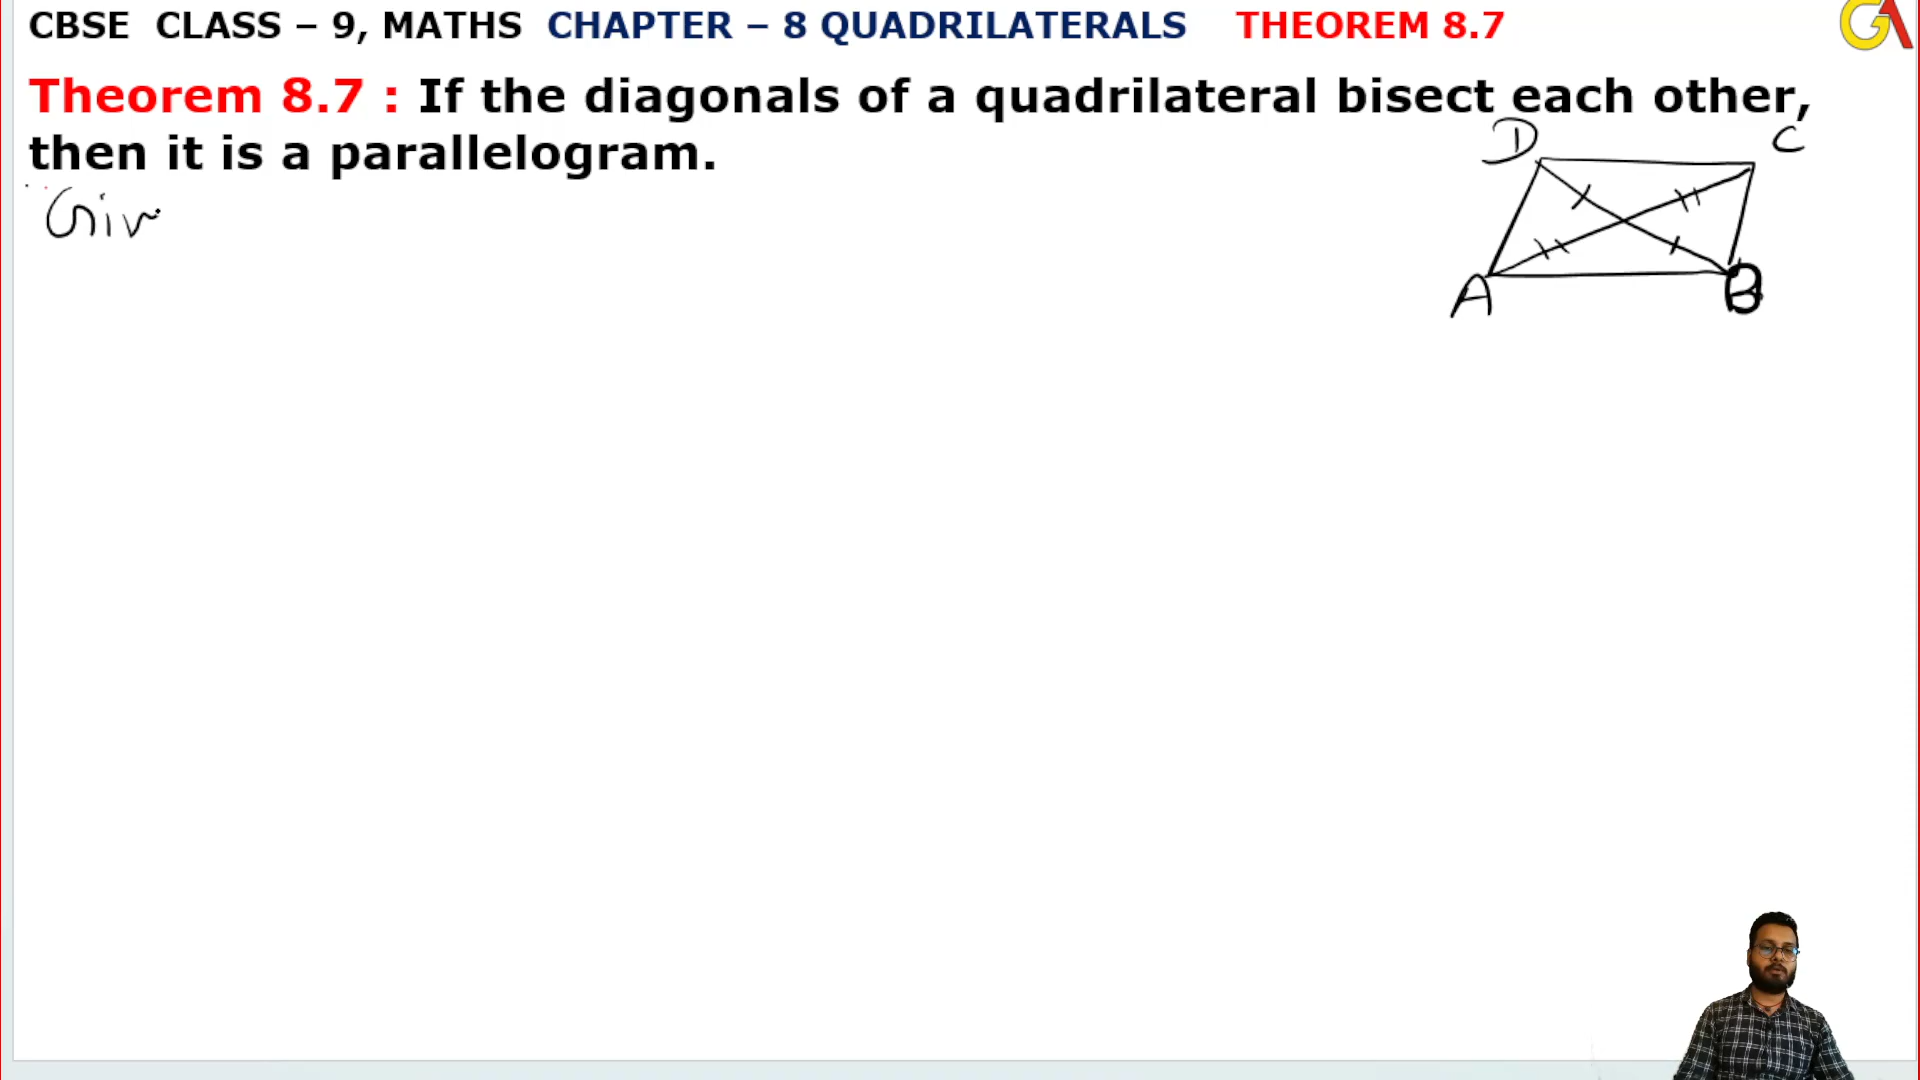 CBSE CLASS – 9, MATHS CHAPTER – 8 QUADRILATERALS THEOREM 8.7
GA
Theorem 8.7 : If the diagonals of a quadrilateral bisect each other,
then it is a parallelogram.
D C
Giv
A B